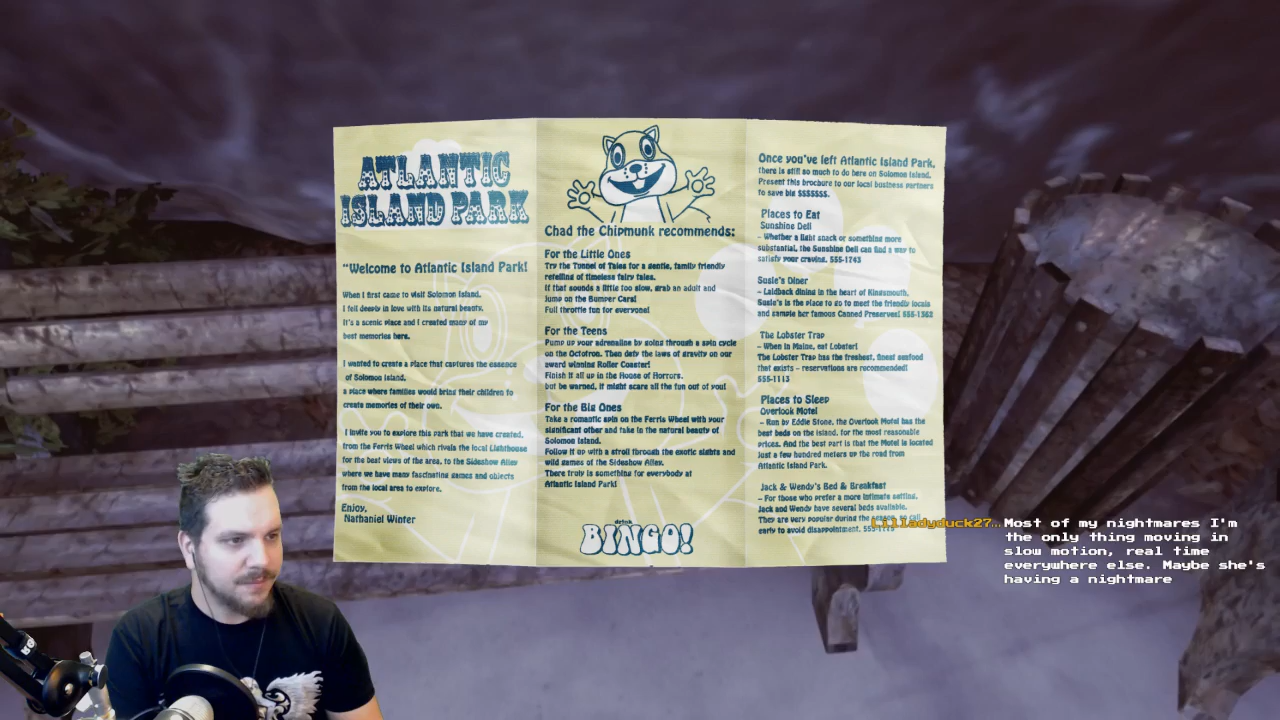 ATLANTIC
ISLAND PARK
"Welcome to Atlantic Island Park!
When I first came to visit Solomon Island,
I fell deeply in love with its natural beauty.
It's a scenic place and I created many of my
best memories here.
I wanted to create a place that captures the essence
of Solomon Island,
a place where families would bring their children to
create memories of their own.
I invite you to explore this park that we have created,
from the Ferris Wheel which rivals the local Lighthouse
for the best views of the area, to the Sideshow Alley
where we have many fascinating games and objects
from the local area to explore.
Enjoy,
Nathaniel Winter
Chad the Chipmunk recommends:
For the Little Ones
Try the Tunnel of Tales for a gentle, family friendly
retelling of timeless fairy tales.
If that sounds a little too slow, grab an adult and
jump on the Bumper Cars!
Full throttle fun for everyone!
For the Teens
Pump up your adrenaline by going through a spin cycle
on the Octotron. Then defy the laws of gravity on our
award winning Roller Coaster!
Finish it all up in the House of Horrors,
but be warned, it might scare all the fun out of you!
For the Big Ones
Take a romantic spin on the Ferris Wheel with your
significant other and take in the natural beauty of
Solomon Island.
Follow it up with a stroll through the exotic sights and
wild games of the Sideshow Alley.
There truly is something for everybody at
Atlantic Island Park!
drink
BINGO!
Once you've left Atlantic Island Park,
there is still so much to do here on Solomon Island.
Present this brochure to our local business partners
to save big $$$$$$$.
Places to Eat
Sunshine Deli
- Whether a light snack or something more
substantial, the Sunshine Deli can find a way to
satisfy your craving. 555-1743
Susie's Diner
- Laidback dining in the heart of Kingsmouth,
Susie's is the place to go to meet the friendly locals
and sample her famous Canned Preserves! 555-1562
The Lobster Trap
- When in Maine, eat Lobster!
The Lobster Trap has the freshest, finest seafood
that exists - reservations are recommended!
555-1113
Places to Sleep
Overlook Motel
- Run by Eddie Stone, the Overlook Motel has the
best beds on the island, for the most reasonable
prices. And the best part is that the Motel is located
just a few hundred meters up the road from
Atlantic Island Park.
Jack & Wendy's Bed & Breakfast
- For those who prefer a more intimate setting,
Jack and Wendy have several beds available.
They are very popular during the season, so call
early to avoid disappointment.
Lilladyduck27... Most of my nightmares I'm
the only thing moving in
slow motion, real time
everywhere else. Maybe she's
having a nightmare